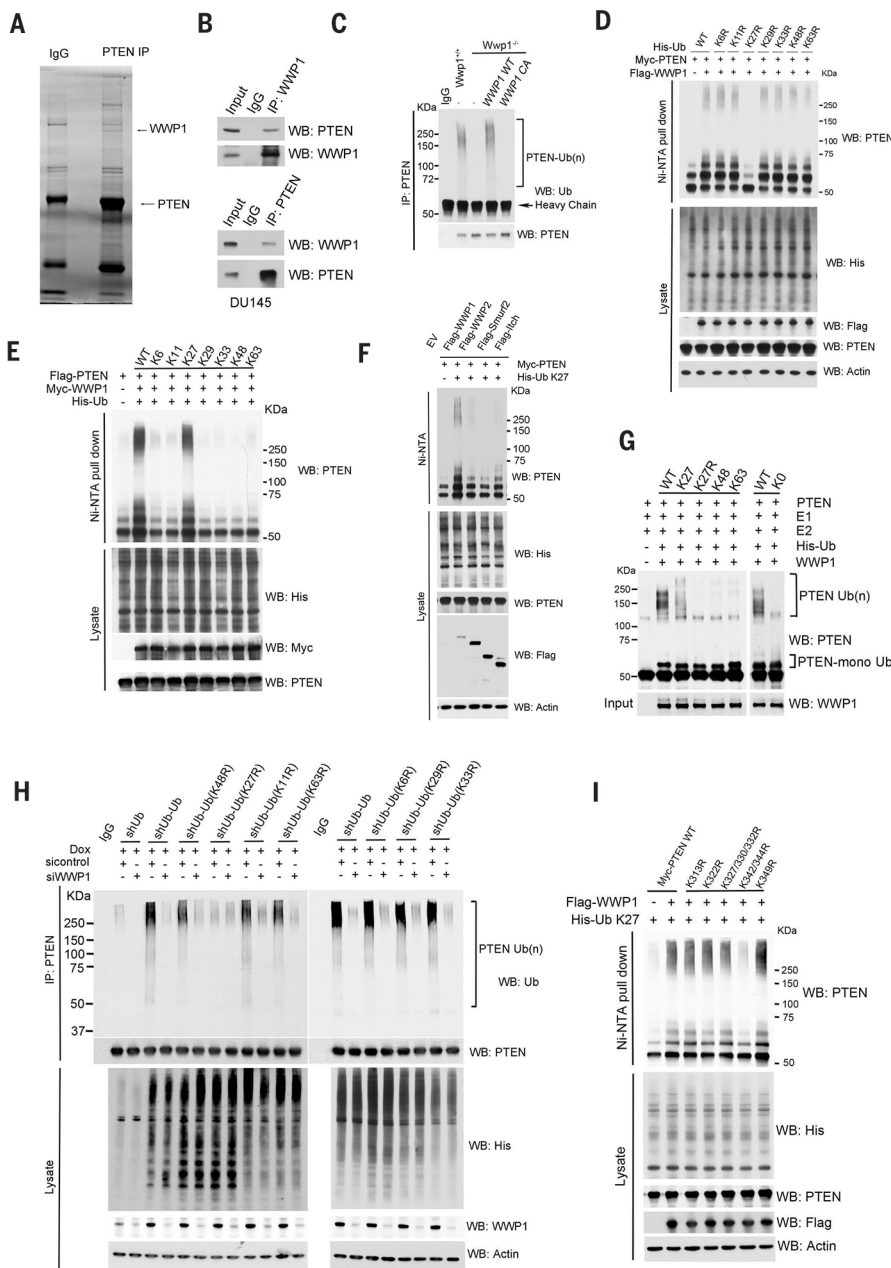 A
IgG
PTEN IP
WWP1
PTEN
B
Input
IgG
IP: WWP1
WB: PTEN
WB: WWP1
Input
IgG
IP: PTEN
WB: WWP1
WB: PTEN
DU145
C
Wwp1-/-
IgG
Wwp1+/+
-
-
WWP1 WT
WWP1 CA
KDa
250
150
100
72
50
IP: PTEN
PTEN-Ub(n)
WB: Ub
Heavy Chain
WB: PTEN
D
His-Ub - WT K6R K11R K27R K29R K33R K48R K63R
Myc-PTEN + + + + + + + + +
Flag-WWP1 - + + + + + + + +
KDa
250
150
100
75
50
Ni-NTA pull down
WB: PTEN
Lysate
WB: His
WB: Flag
WB: PTEN
WB: Actin
E
WT K6 K11 K27 K29 K33 K48 K63
Flag-PTEN + + + + + + + + +
Myc-WWP1 - + + + + + + + +
His-Ub + + + + + + + +
KDa
250
150
100
75
50
Ni-NTA pull down
WB: PTEN
Lysate
WB: His
WB: Myc
WB: PTEN
F
EV
Flag-WWP1
Flag-WWP2
Flag-Smurf2
Flag-Itch
+ + + + + Myc-PTEN
- + + + + His-Ub K27
KDa
250
150
100
75
50
Ni-NTA
WB: PTEN
Lysate
WB: His
WB: PTEN
WB: Flag
WB: Actin
G
WT K27 K27R K48 K63 WT K0
+ + + + + + + + PTEN
+ + + + + + + + E1
+ + + + + + + + E2
- + + + + + + + His-Ub
- + + + + + + + WWP1
KDa
250
150
100
75
50
PTEN Ub(n)
WB: PTEN
PTEN-mono Ub
Input
WB: WWP1
H
IgG
shUb
shUb-Ub
shUb-Ub(K48R)
shUb-Ub(K27R)
shUb-Ub(K11R)
shUb-Ub(K63R)
IgG
shUb-Ub
shUb-Ub(K6R)
shUb-Ub(K29R)
shUb-Ub(K33R)
Dox + + + + + + + + + + + + + + + + + + + +
sicontrol + - + - + - + - + - + - + - + - + - + -
siWWP1 - + - + - + - + - + - + - + - + - + - +
KDa
250
150
100
75
50
37
IP: PTEN
PTEN Ub(n)
WB: Ub
WB: PTEN
Lysate
WB: His
WB: WWP1
WB: Actin
I
Myc-PTEN WT
K313R
K322R
K327/330/332R
K342/344R
K349R
Flag-WWP1 - + + + + + +
His-Ub K27 + + + + + + +
KDa
250
150
100
75
50
Ni-NTA pull down
WB: PTEN
Lysate
WB: His
WB: PTEN
WB: Flag
WB: Actin